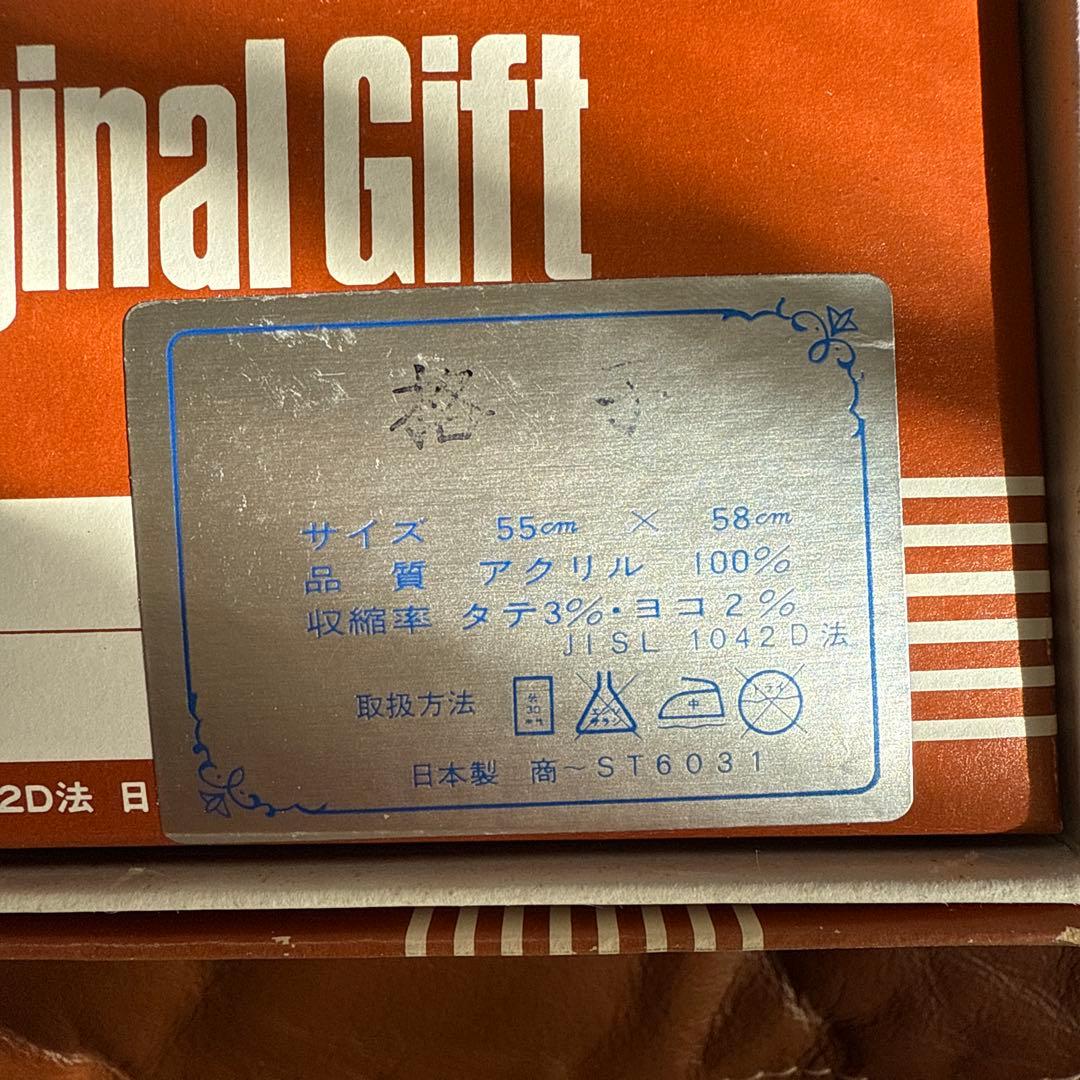 ginal Gift
サイズ 55cm × 58cm
品質 アクリル 100%
収縮率 タテ3%・ヨコ2%
JISL 1042D法
取扱方法 中
日本製 商〜ST6031
2D法 日